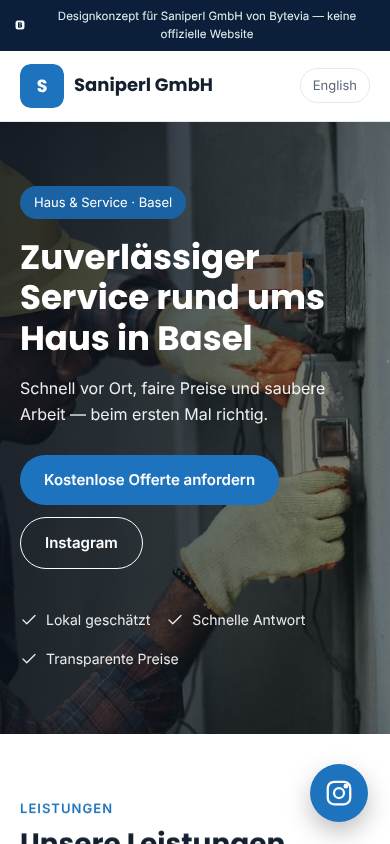 Designkonzept für Saniperl GmbH von Bytevia — keine
offizielle Website
S
Saniperl GmbH
English
Haus & Service · Basel
Zuverlässiger
Service rund ums
Haus in Basel
Schnell vor Ort, faire Preise und saubere
Arbeit — beim ersten Mal richtig.
Kostenlose Offerte anfordern
Instagram
Lokal geschätzt
Schnelle Antwort
Transparente Preise
LEISTUNGEN
Unsere Leistungen